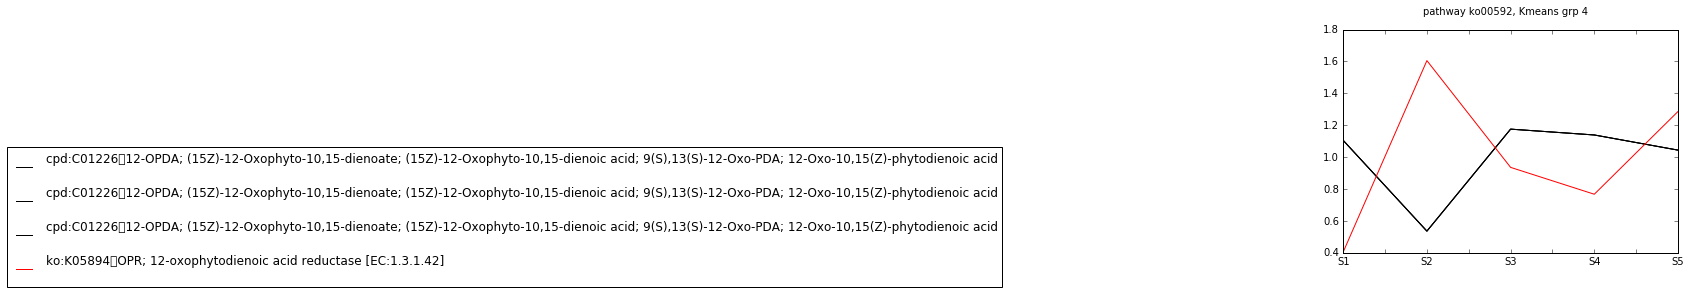 pathway ko00592, Kmeans grp 4
1.8
1.6
1.4
1.2
1.0
0.8
0.6
0.4
S1 S2 S3 S4 S5
cpd:C01226▯12-OPDA; (15Z)-12-Oxophyto-10,15-dienoate; (15Z)-12-Oxophyto-10,15-dienoic acid; 9(S),13(S)-12-Oxo-PDA; 12-Oxo-10,15(Z)-phytodienoic acid
cpd:C01226▯12-OPDA; (15Z)-12-Oxophyto-10,15-dienoate; (15Z)-12-Oxophyto-10,15-dienoic acid; 9(S),13(S)-12-Oxo-PDA; 12-Oxo-10,15(Z)-phytodienoic acid
cpd:C01226▯12-OPDA; (15Z)-12-Oxophyto-10,15-dienoate; (15Z)-12-Oxophyto-10,15-dienoic acid; 9(S),13(S)-12-Oxo-PDA; 12-Oxo-10,15(Z)-phytodienoic acid
ko:K05894▯OPR; 12-oxophytodienoic acid reductase [EC:1.3.1.42]